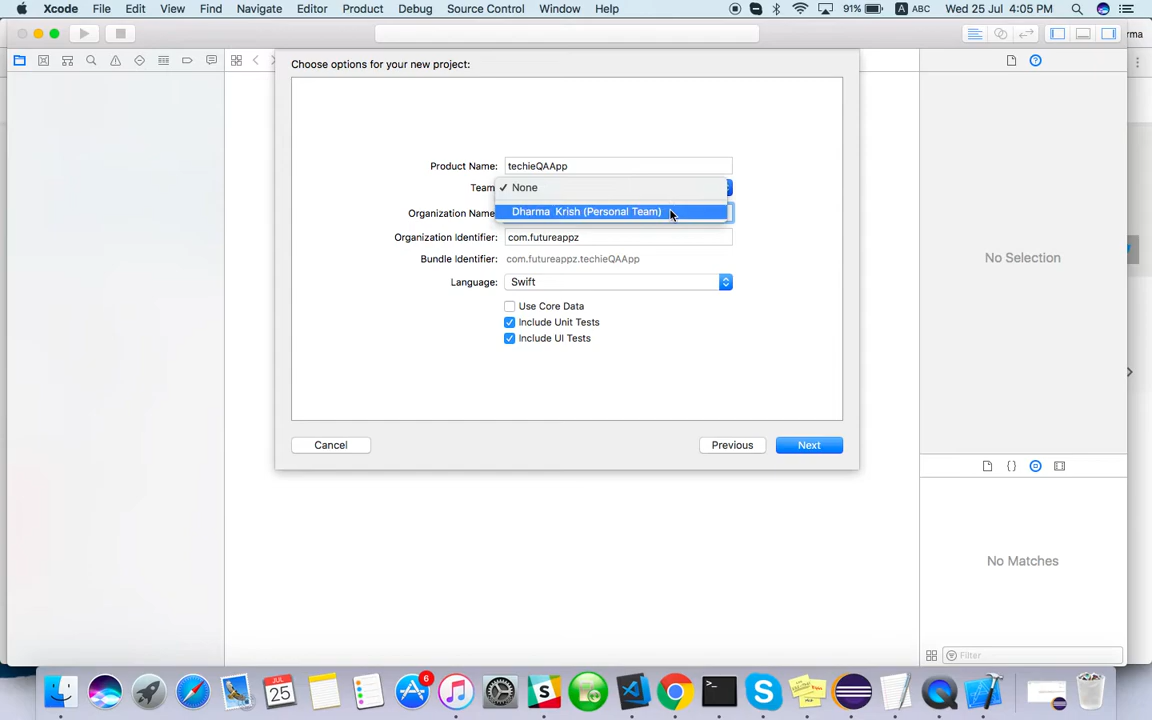 Xcode File Edit View Find Navigate Editor Product Debug Source Control Window Help 91% A ABC Wed 25 Jul 4:05 PM
rma
Choose options for your new project:
Product Name: techieQAApp
Team ✓ None
Dharma Krish (Personal Team)
Organization Name
Organization Identifier: com.futureappz
Bundle Identifier: com.futureappz.techieQAApp
Language: Swift
Use Core Data
Include Unit Tests
Include UI Tests
Cancel Previous Next
No Selection
{ }
No Matches
Filter
6
JUL
25